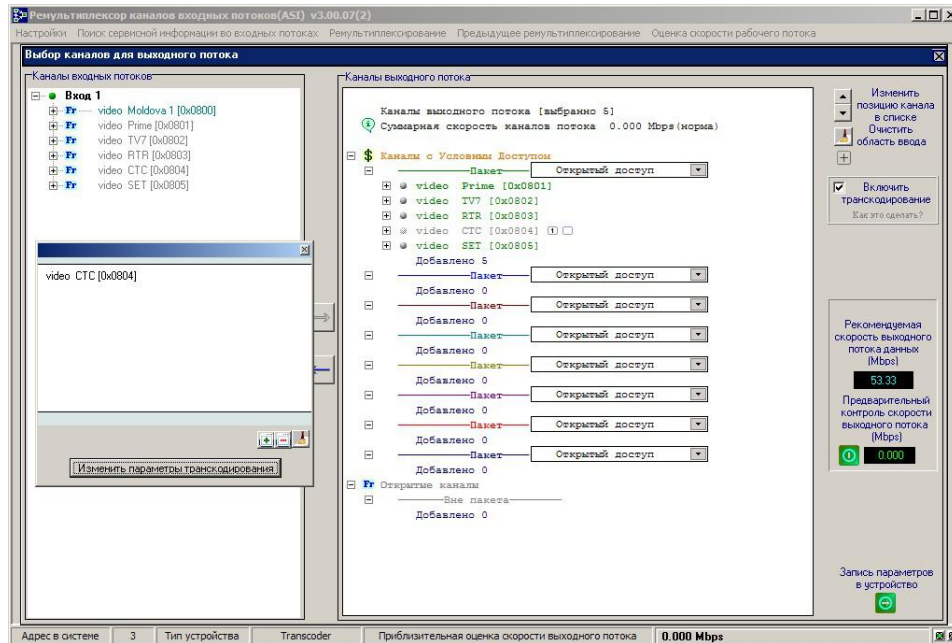 Ремультиплексор каналов входных потоков(ASI) v3.00.07(2)
Настройки Поиск сервисной информации во входных потоках Ремультиплексирование Предыдущее ремультиплексирование Оценка скорости рабочего потока
Выбор каналов для выходного потока
Каналы входных потоков
Вход 1
Fr video Moldova 1 [0x0800]
Fr video Prime [0x0801]
Fr video TV7 [0x0802]
Fr video RTR [0x0803]
Fr video СТС [0x0804]
Fr video SET [0x0805]
video СТС [0x0804]
Изменить параметры транскодирования
Каналы выходного потока
Каналы выходного потока [выбранно 5]
Суммарная скорость каналов потока 0.000 Mbps(норма)
$ Каналы с Условным Доступом
Пакет Открытый доступ
video Prime [0x0801]
video TV7 [0x0802]
video RTR [0x0803]
video СТС [0x0804] 1
video SET [0x0805]
Добавлено 5
Пакет Открытый доступ
Добавлено 0
Пакет Открытый доступ
Добавлено 0
Пакет Открытый доступ
Добавлено 0
Пакет Открытый доступ
Добавлено 0
Пакет Открытый доступ
Добавлено 0
Пакет Открытый доступ
Добавлено 0
Пакет Открытый доступ
Добавлено 0
Fr Открытые каналы
Вне пакета
Добавлено 0
Изменить
позицию канала
в списке
Очистить
область ввода
Включить
транскодирование
Как это сделать?
Рекомендуемая
скорость выходного
потока данных
(Mbps)
53.33
Предварительный
контроль скорости
выходного потока
(Mbps)
0.000
Запись параметров
в устройство
Адрес в системе 3 Тип устройства Transcoder Приблизительная оценка скорости выходного потока 0.000 Mbps